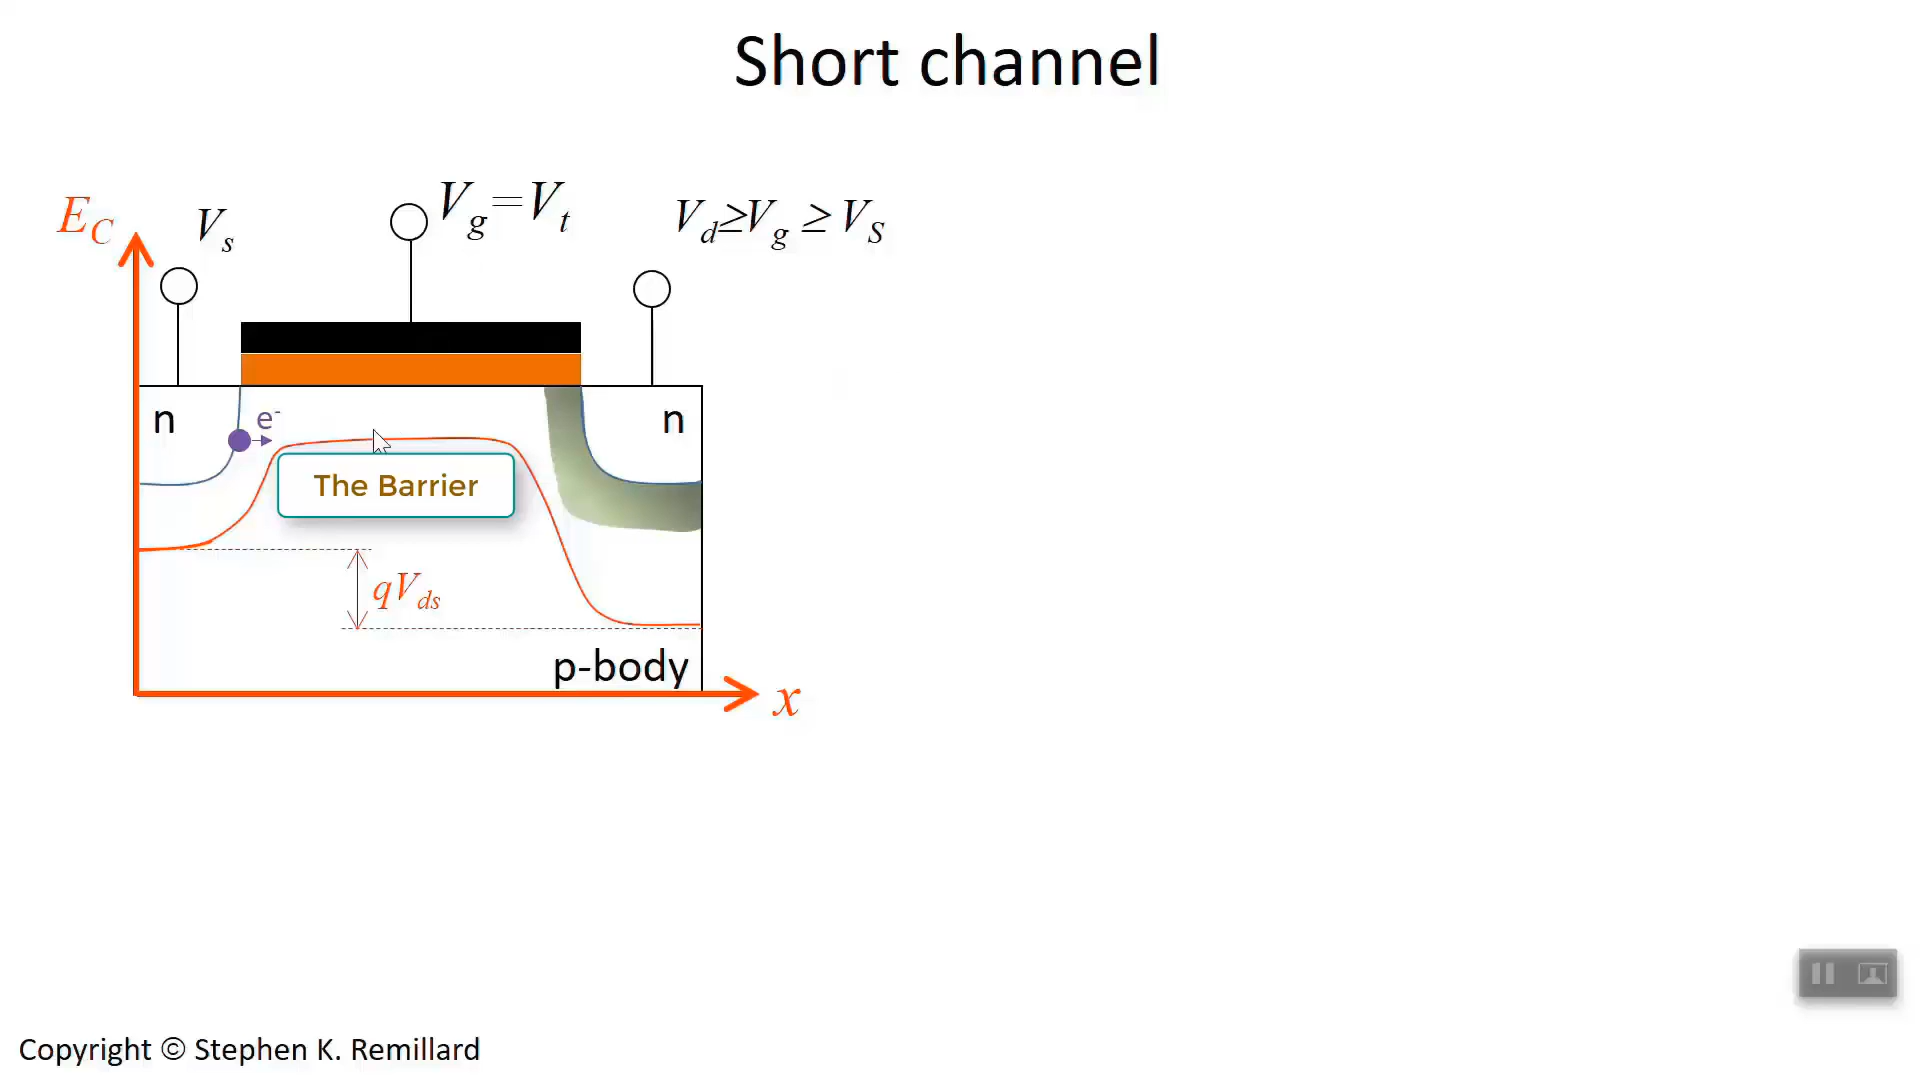 Short channel
E_C
V_s
V_g=V_t
V_d≥V_g ≥ V_S
n
e⁻
n
The Barrier
qV_ds
p-body
x
Copyright © Stephen K. Remillard